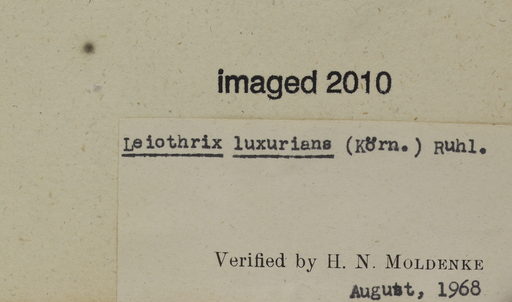 imaged 2010
Leiothrix luxurians (Körn.) Ruhl.
Verified by H. N. MOLDENKE
August, 1968